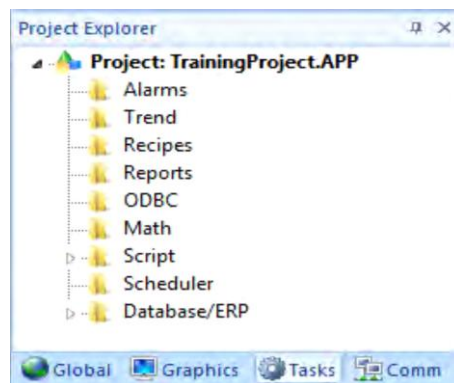 Project Explorer
Project: TrainingProject.APP
Alarms
Trend
Recipes
Reports
ODBC
Math
Script
Scheduler
Database/ERP
Global Graphics Tasks Comm